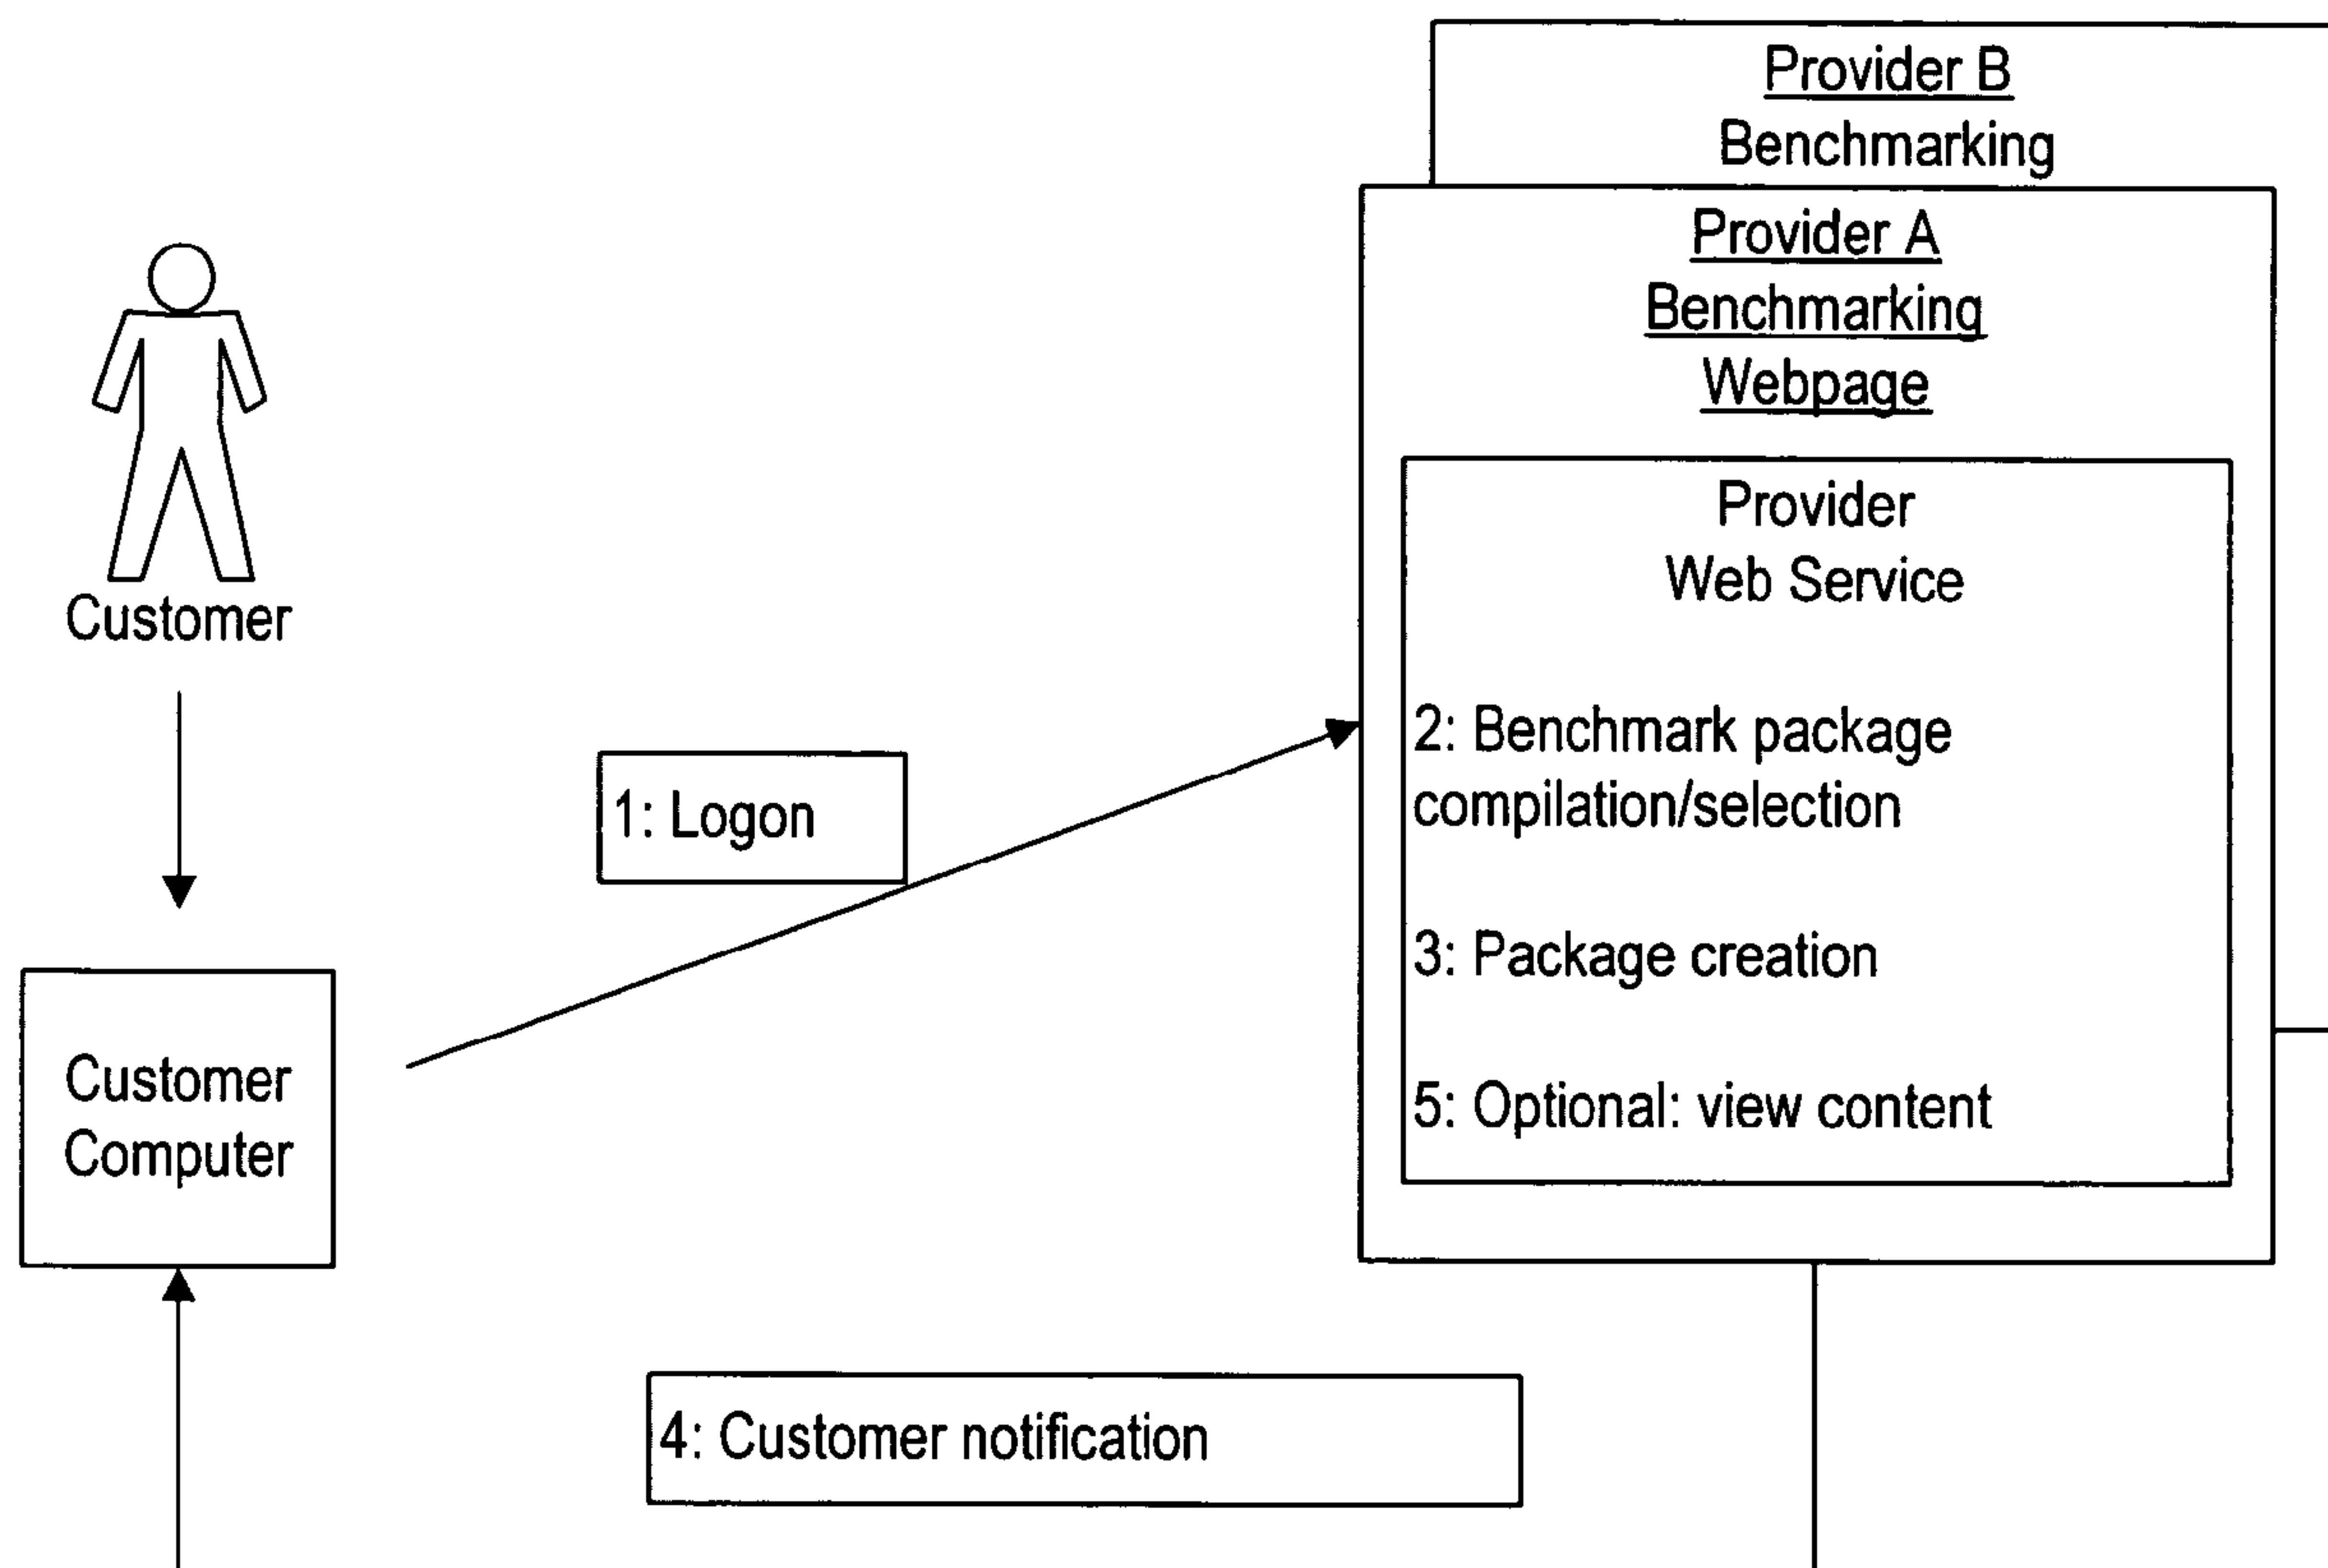 Provider B
Benchmarking
Provider A
Benchmarking
Webpage
Provider
Web Service
2: Benchmark package
compilation/selection
3: Package creation
5: Optional: view content
Customer
1: Logon
Customer
Computer
4: Customer notification